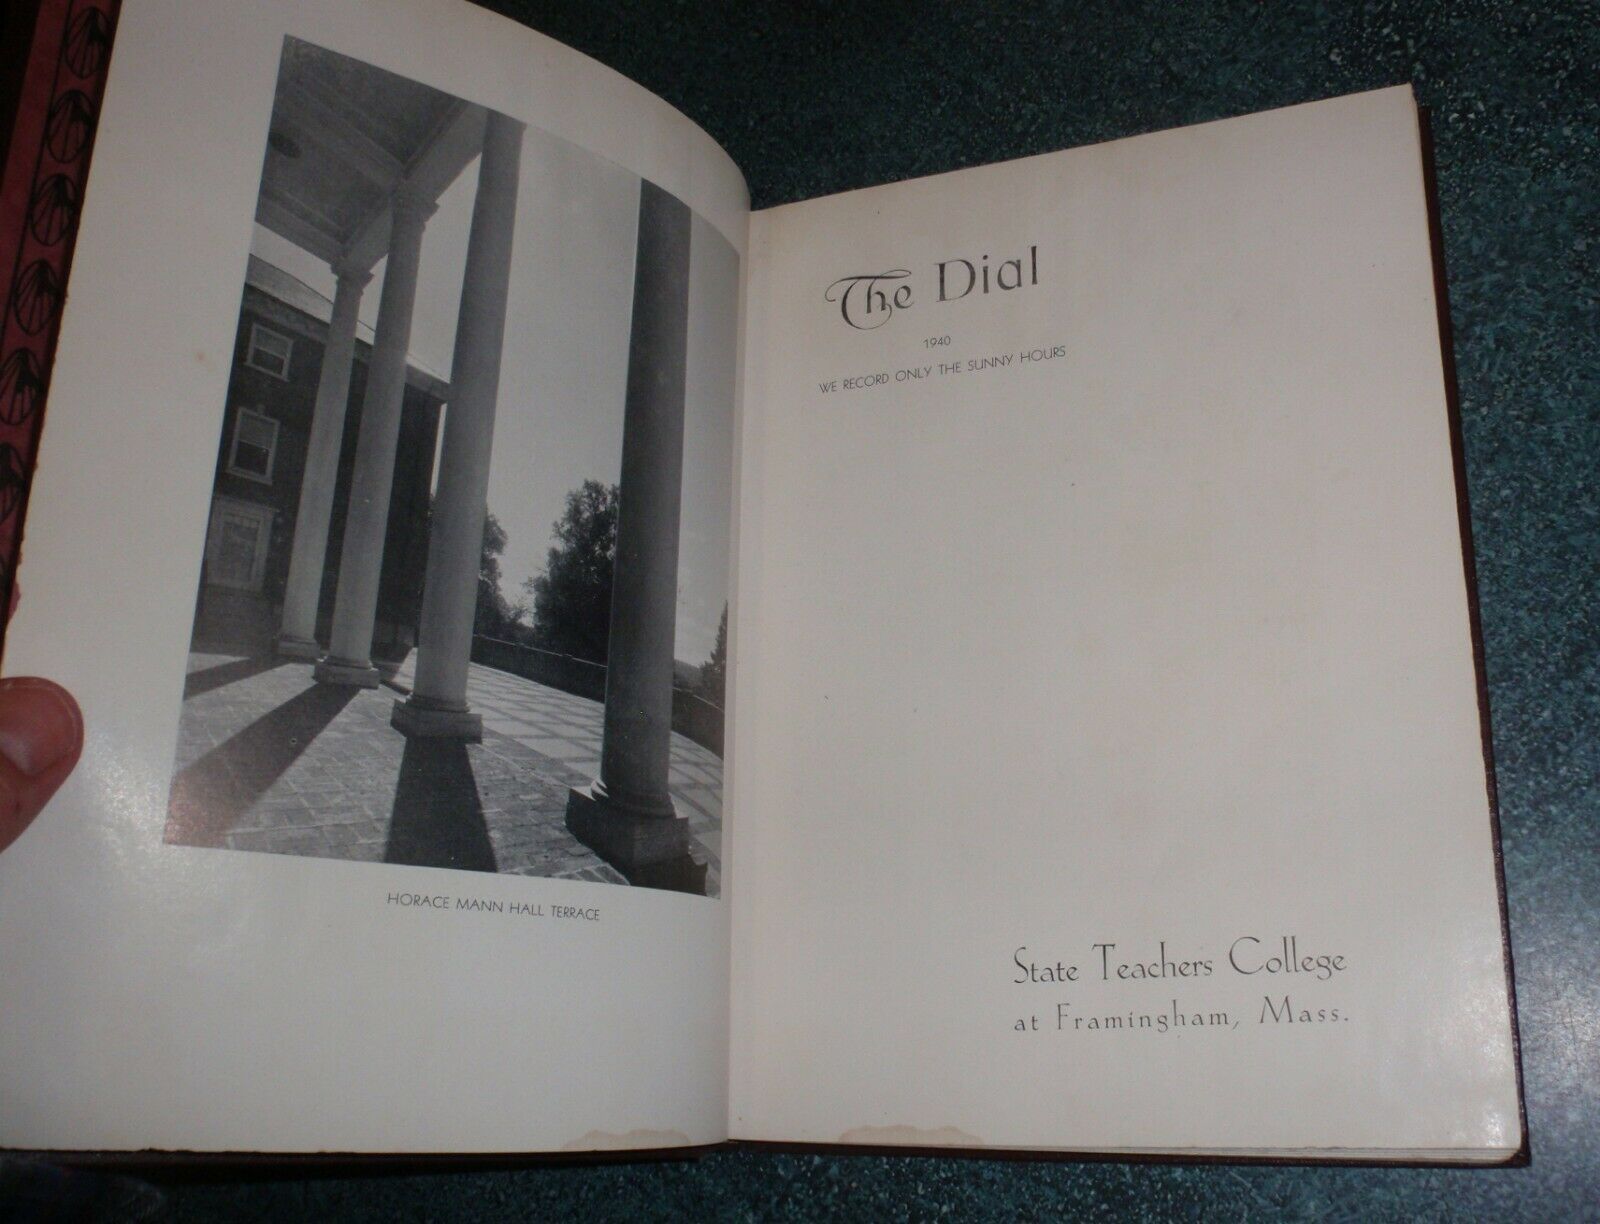 HORACE MANN HALL TERRACE
The Dial
1940
WE RECORD ONLY THE SUNNY HOURS
State Teachers College
at Framingham, Mass.